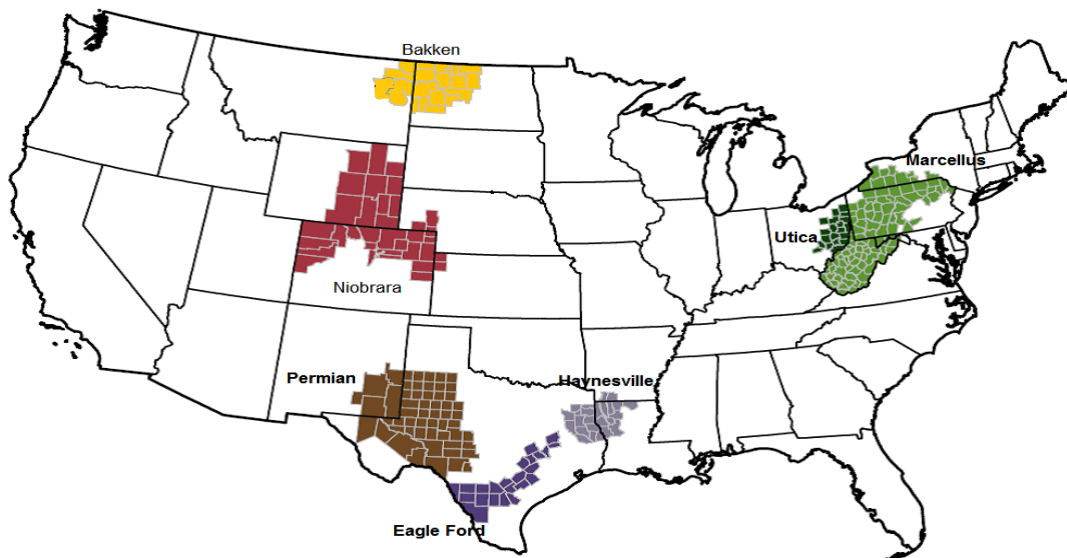 Bakken
Marcellus
Utica
Niobrara
Permian
Haynesville
Eagle Ford